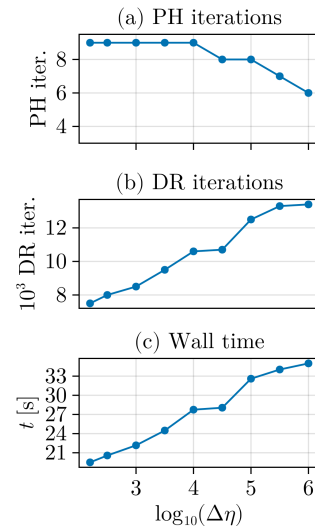 (a) PH iterations
8
6
4
PH iter.
(b) DR iterations
12
10
8
10³ DR iter.
(c) Wall time
33
30
27
24
21
t [s]
3 4 5 6
log₁₀(Δη)